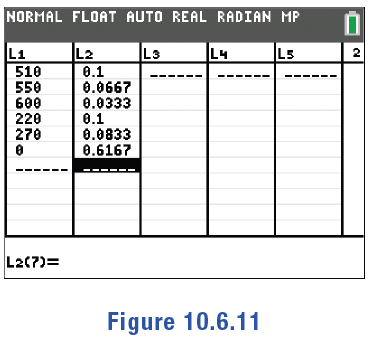 NORMAL FLOAT AUTO REAL RADIAN MP
L1 L2 L3 L4 L5 2
510 0.1 ------ ------ ------
550 0.0667
600 0.0333
220 0.1
270 0.0833
0 0.6167
------ ------
L2(7)=
Figure 10.6.11